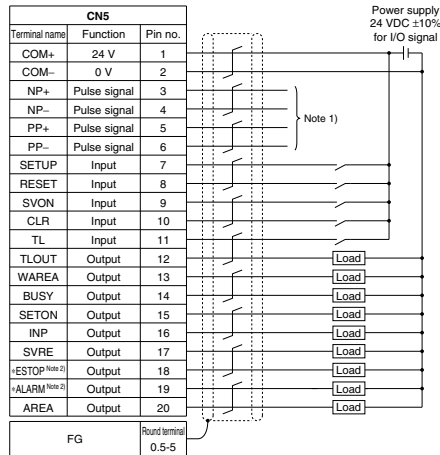 Power supply
24 VDC ±10%
for I/O signal
CN5
Terminal name Function Pin no.
COM+ 24 V 1
COM– 0 V 2
NP+ Pulse signal 3
NP– Pulse signal 4
PP+ Pulse signal 5
PP– Pulse signal 6
Note 1)
SETUP Input 7
RESET Input 8
SVON Input 9
CLR Input 10
TL Input 11
TLOUT Output 12 Load
WAREA Output 13 Load
BUSY Output 14 Load
SETON Output 15 Load
INP Output 16 Load
SVRE Output 17 Load
∗ESTOP Note 2) Output 18 Load
∗ALARM Note 2) Output 19 Load
AREA Output 20 Load
FG Round terminal
0.5-5